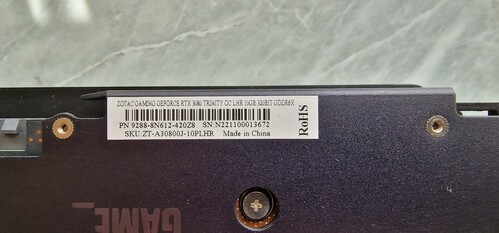 ZOTAC GAMING GEFORCE RTX 3080 TRINITY OC LHR 10GB 320BIT GDDR6X
PN 9288-8N612-420Z8 SN:N221100013672
SKU:ZT-A30800J-10PLHR Made in China
RoHS
GAME_